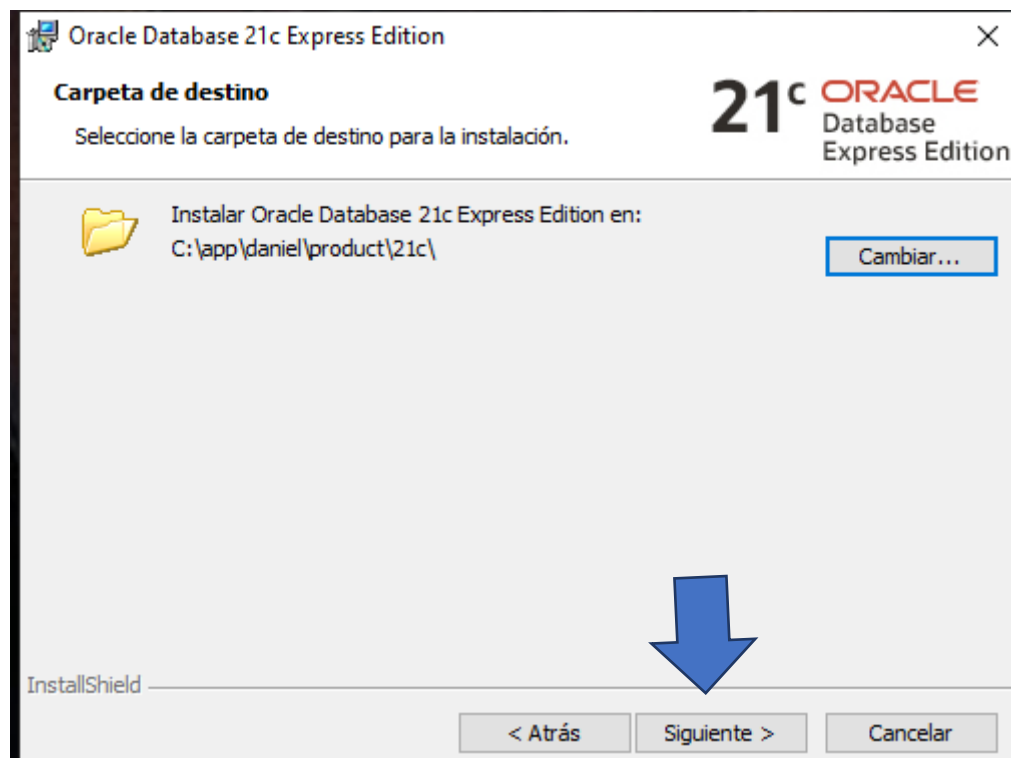 Oracle Database 21c Express Edition
Carpeta de destino
Seleccione la carpeta de destino para la instalación.
21c ORACLE
Database
Express Edition
Instalar Oracle Database 21c Express Edition en:
C:\app\daniel\product\21c\
Cambiar...
InstallShield
< Atrás
Siguiente >
Cancelar